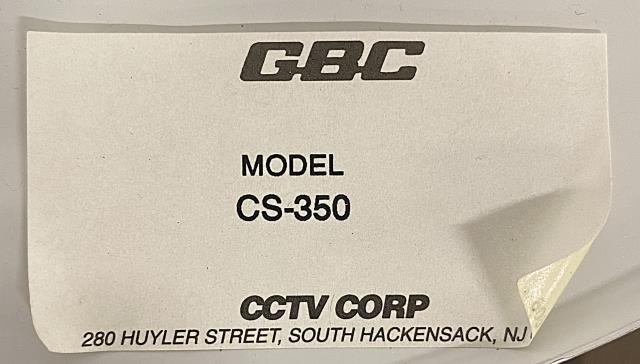 GBC
MODEL
CS-350
CCTV CORP
280 HUYLER STREET, SOUTH HACKENSACK, NJ